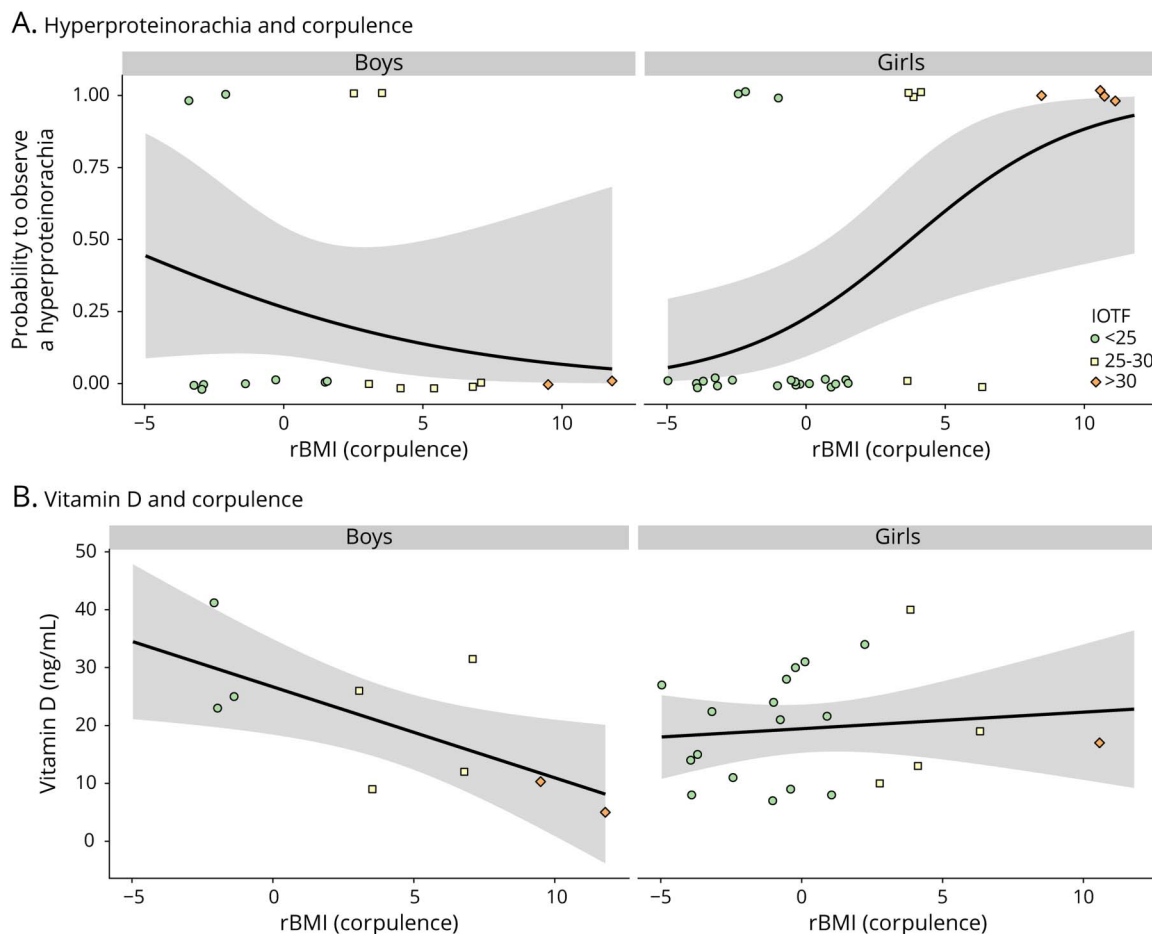 A. Hyperproteinorachia and corpulence
Boys
Girls
Probability to observe
a hyperproteinorachia
1.00
0.75
0.50
0.25
0.00
IOTF
<25
25-30
>30
−5
0
5
10
−5
0
5
10
rBMI (corpulence)
rBMI (corpulence)
B. Vitamin D and corpulence
Boys
Girls
Vitamin D (ng/mL)
50
40
30
20
10
0
−5
0
5
10
−5
0
5
10
rBMI (corpulence)
rBMI (corpulence)